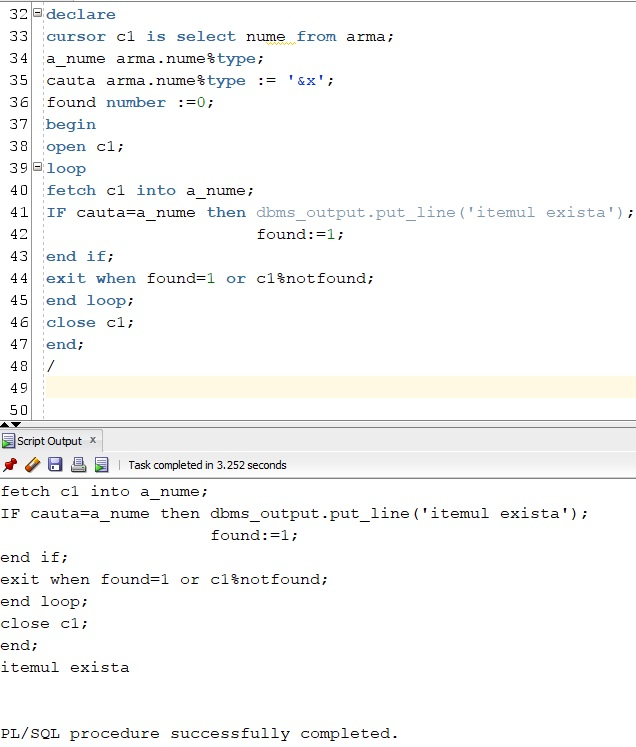 32 declare
33 cursor c1 is select nume from arma;
34 a_nume arma.nume%type;
35 cauta arma.nume%type := '&x';
36 found number :=0;
37 begin
38 open c1;
39 loop
40 fetch c1 into a_nume;
41 IF cauta=a_nume then dbms_output.put_line('itemul exista');
42 found:=1;
43 end if;
44 exit when found=1 or c1%notfound;
45 end loop;
46 close c1;
47 end;
48 /
49
50
Script Output x
Task completed in 3.252 seconds
fetch c1 into a_nume;
IF cauta=a_nume then dbms_output.put_line('itemul exista');
found:=1;
end if;
exit when found=1 or c1%notfound;
end loop;
close c1;
end;
itemul exista
PL/SQL procedure successfully completed.